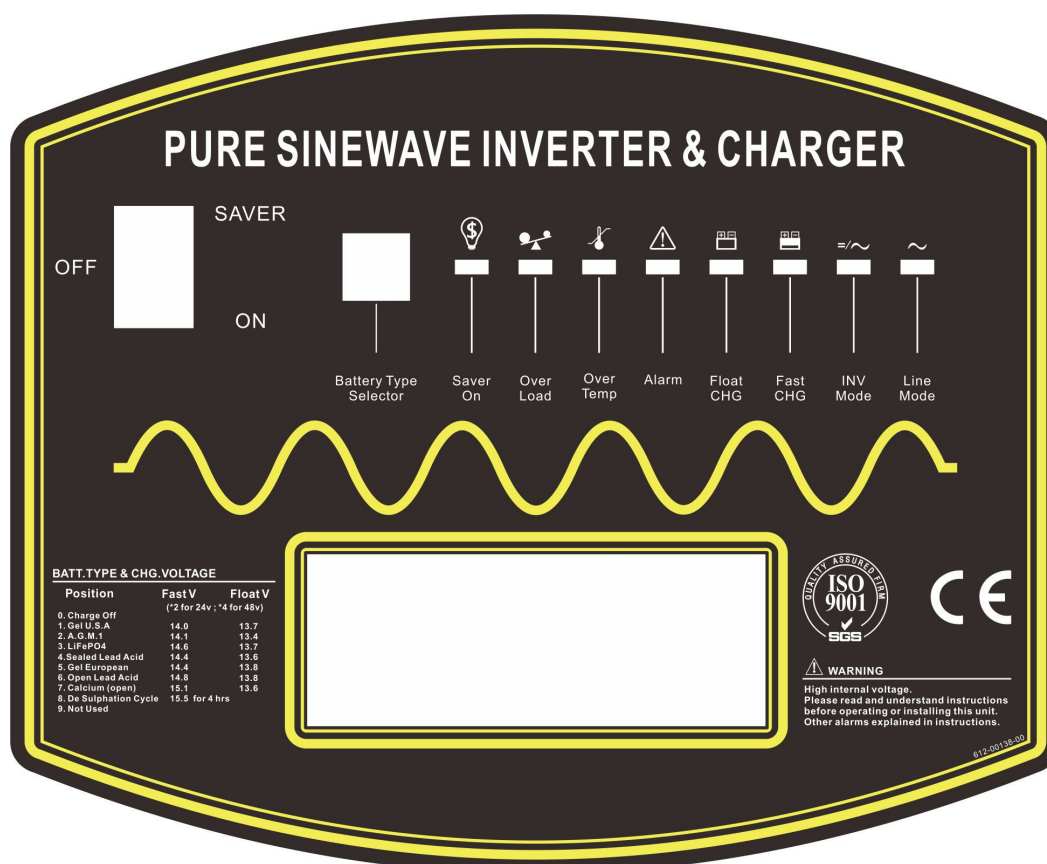 PURE SINEWAVE INVERTER & CHARGER
SAVER
OFF
ON
Battery Type
Selector
Saver
On
Over
Load
Over
Temp
Alarm
Float
CHG
Fast
CHG
INV
Mode
Line
Mode
BATT.TYPE & CHG.VOLTAGE
Position Fast V Float V
(*2 for 24v ; *4 for 48v)
0. Charge Off
1. Gel U.S.A 14.0 13.7
2. A.G.M.1 14.1 13.4
3. LiFePO4 14.6 13.7
4.Sealed Lead Acid 14.4 13.6
5. Gel European 14.4 13.8
6. Open Lead Acid 14.8 13.8
7. Calcium (open) 15.1 13.6
8. De Sulphation Cycle 15.5 for 4 hrs
9. Not Used
QUALITY ASSURED FIRM
ISO
9001
SGS
CE
WARNING
High internal voltage.
Please read and understand instructions
before operating or installing this unit.
Other alarms explained in instructions.
612-00138-00